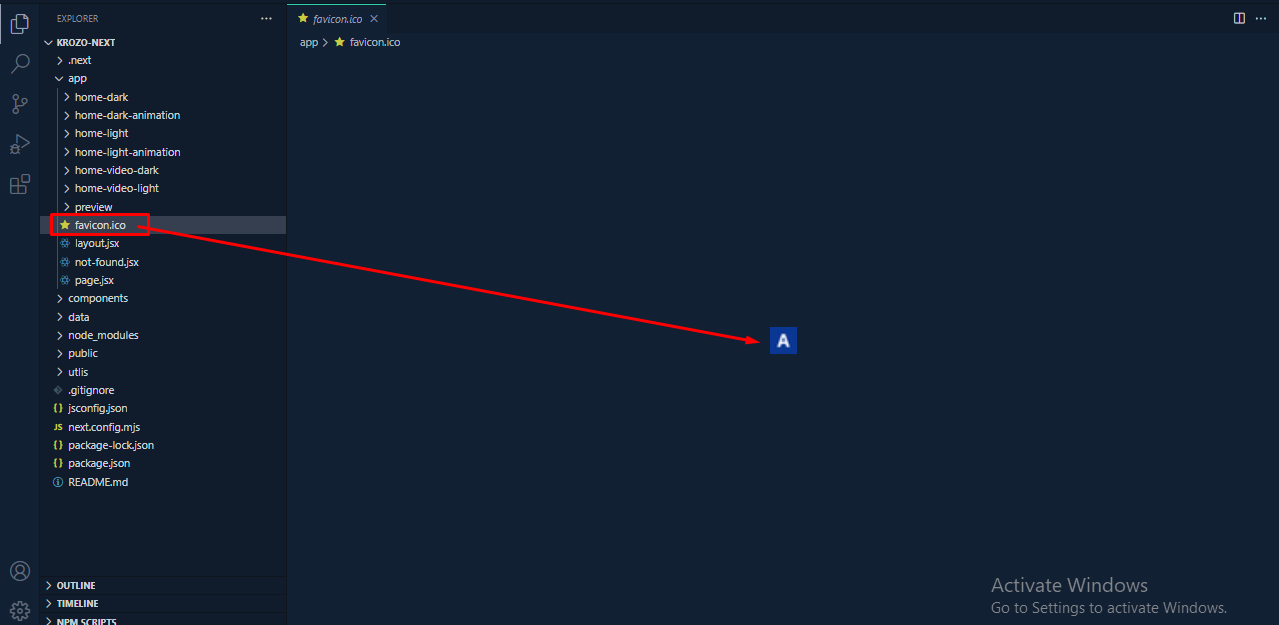 EXPLORER
favicon.ico
KROZO-NEXT
app > favicon.ico
.next
app
home-dark
home-dark-animation
home-light
home-light-animation
home-video-dark
home-video-light
preview
favicon.ico
layout.jsx
not-found.jsx
page.jsx
components
data
node_modules
public
utlis
.gitignore
{} jsconfig.json
JS next.config.mjs
{} package-lock.json
{} package.json
README.md
A
OUTLINE
TIMELINE
NPM SCRIPTS
Activate Windows
Go to Settings to activate Windows.